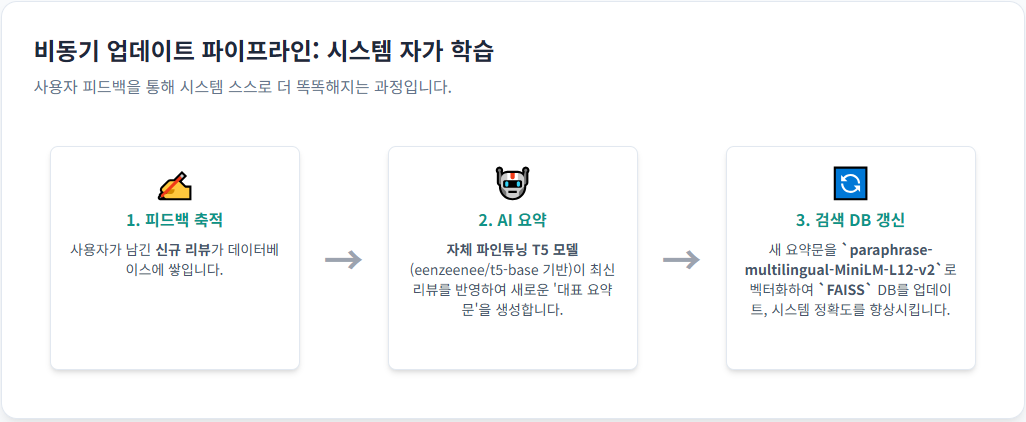 비동기 업데이트 파이프라인: 시스템 자가 학습
사용자 피드백을 통해 시스템 스스로 더 똑똑해지는 과정입니다.
1. 피드백 축적
사용자가 남긴 신규 리뷰가 데이터베
이스에 쌓입니다.
→
2. AI 요약
자체 파인튜닝 T5 모델
(eenzeenee/t5-base 기반)이 최신
리뷰를 반영하여 새로운 '대표 요약
문'을 생성합니다.
→
3. 검색 DB 갱신
새 요약문을 `paraphrase-
multilingual-MiniLM-L12-v2`로
벡터화하여 `FAISS` DB를 업데이
트, 시스템 정확도를 향상시킵니다.